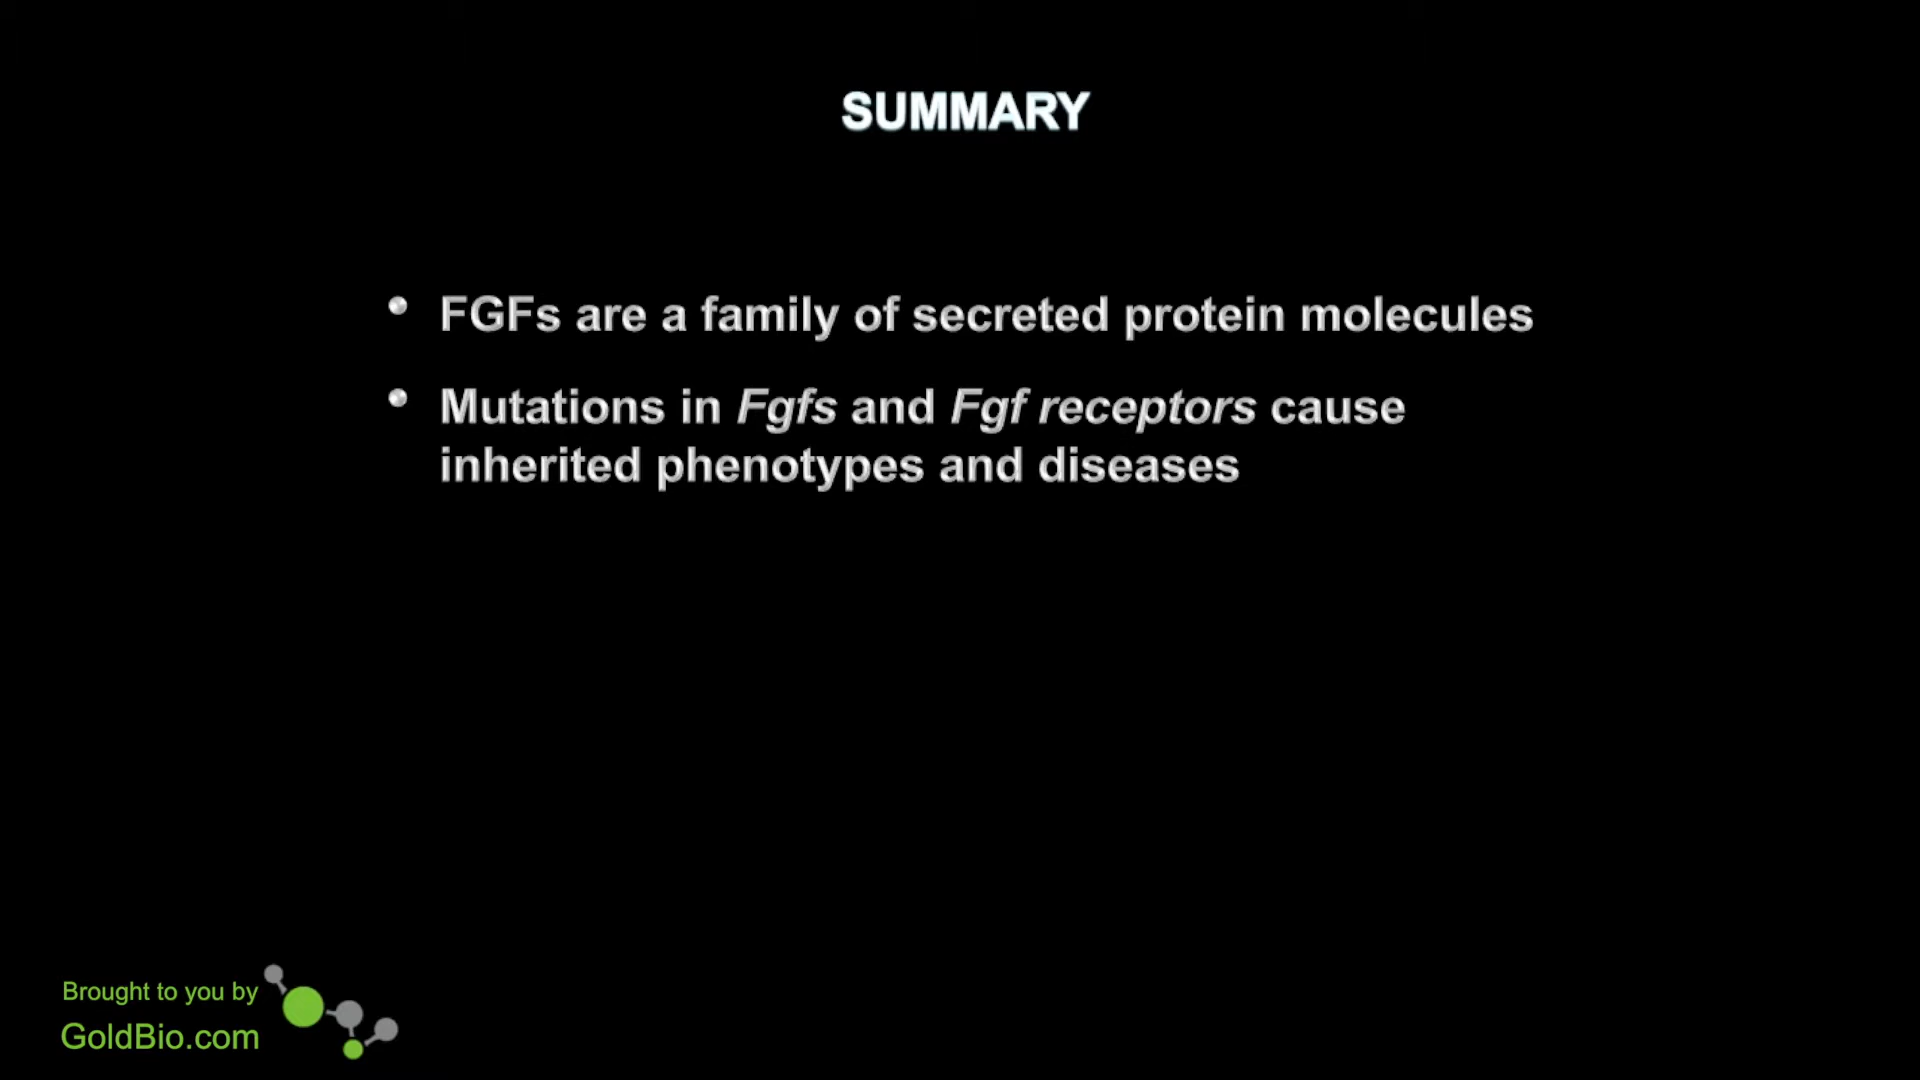 SUMMARY
• FGFs are a family of secreted protein molecules
• Mutations in Fgfs and Fgf receptors cause
inherited phenotypes and diseases
Brought to you by
GoldBio.com